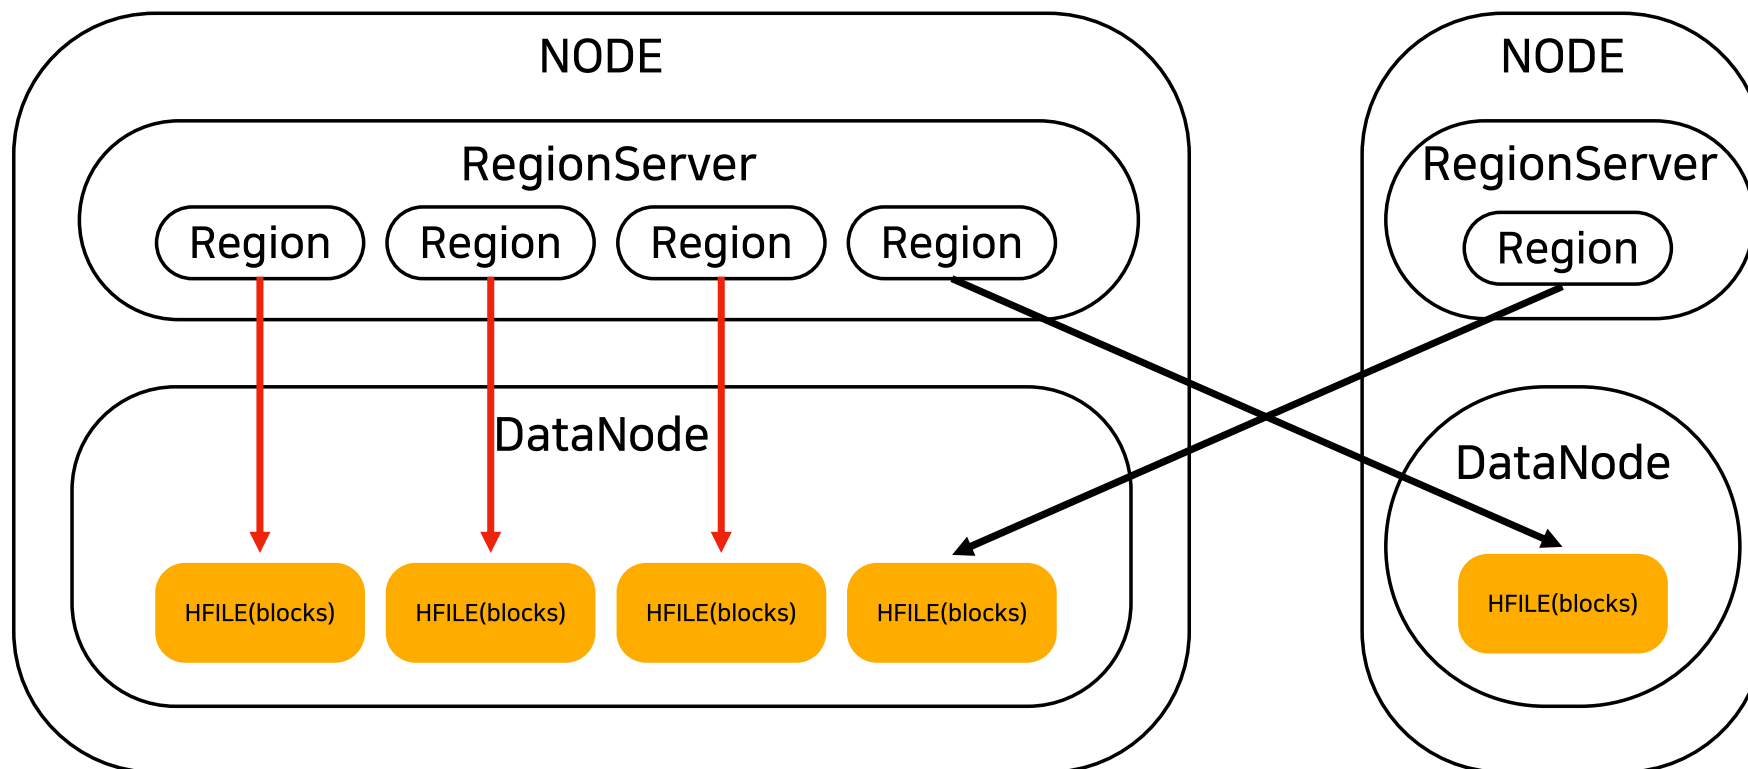 NODE
RegionServer
Region
Region
Region
Region
DataNode
HFILE(blocks)
HFILE(blocks)
HFILE(blocks)
HFILE(blocks)
NODE
RegionServer
Region
DataNode
HFILE(blocks)